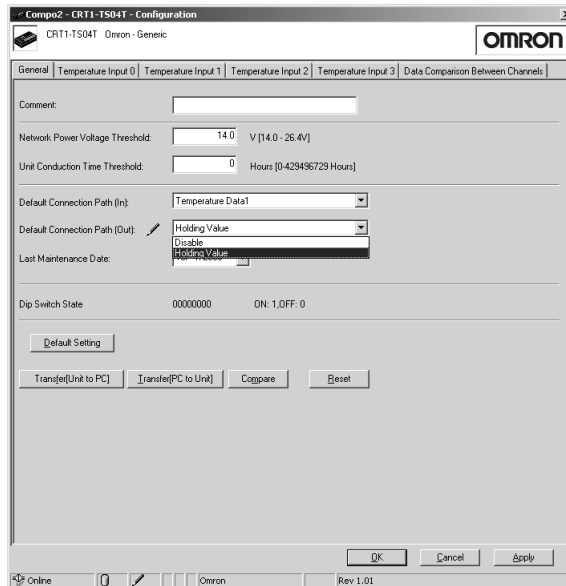 Compo2 - CRT1-TS04T - Configuration
CRT1-TS04T Omron - Generic
OMRON
General Temperature Input 0 Temperature Input 1 Temperature Input 2 Temperature Input 3 Data Comparison Between Channels
Comment:
Network Power Voltage Threshold: 14.0 V [14.0 - 26.4V]
Unit Conduction Time Threshold: 0 Hours [0-429496729 Hours]
Default Connection Path (In): Temperature Data1
Default Connection Path (Out): Holding Value
Disable
Holding Value
Last Maintenance Date:
Dip Switch State 00000000 ON: 1,OFF: 0
Default Setting
Transfer[Unit to PC] Transfer[PC to Unit] Compare Reset
OK Cancel Apply
Online Omron Rev 1.01